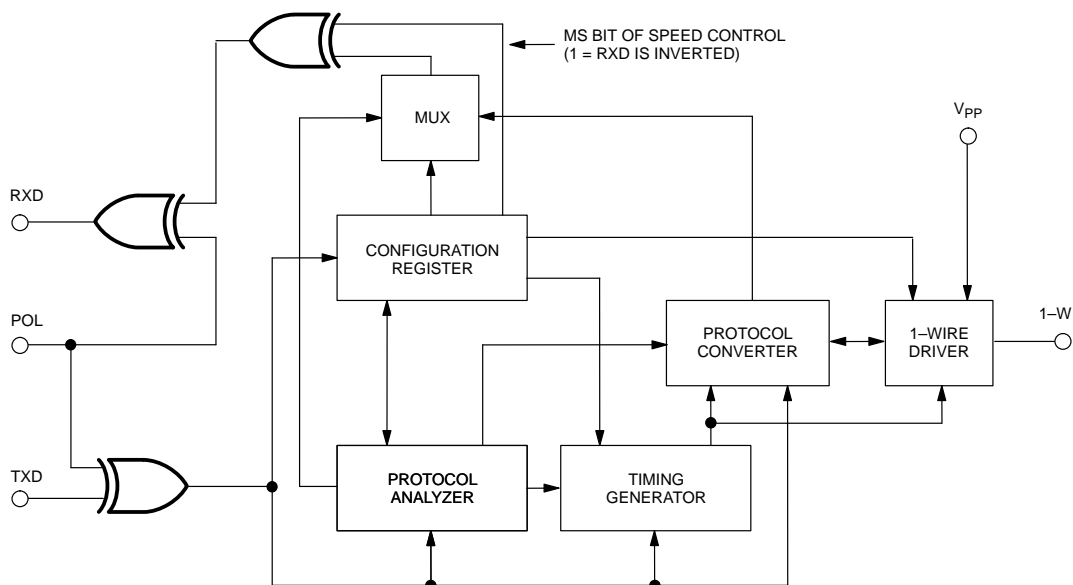 MS BIT OF SPEED CONTROL
(1 = RXD IS INVERTED)
MUX
VPP
RXD
CONFIGURATION
REGISTER
POL
PROTOCOL
CONVERTER
1–WIRE
DRIVER
1–W
TXD
PROTOCOL
ANALYZER
TIMING
GENERATOR